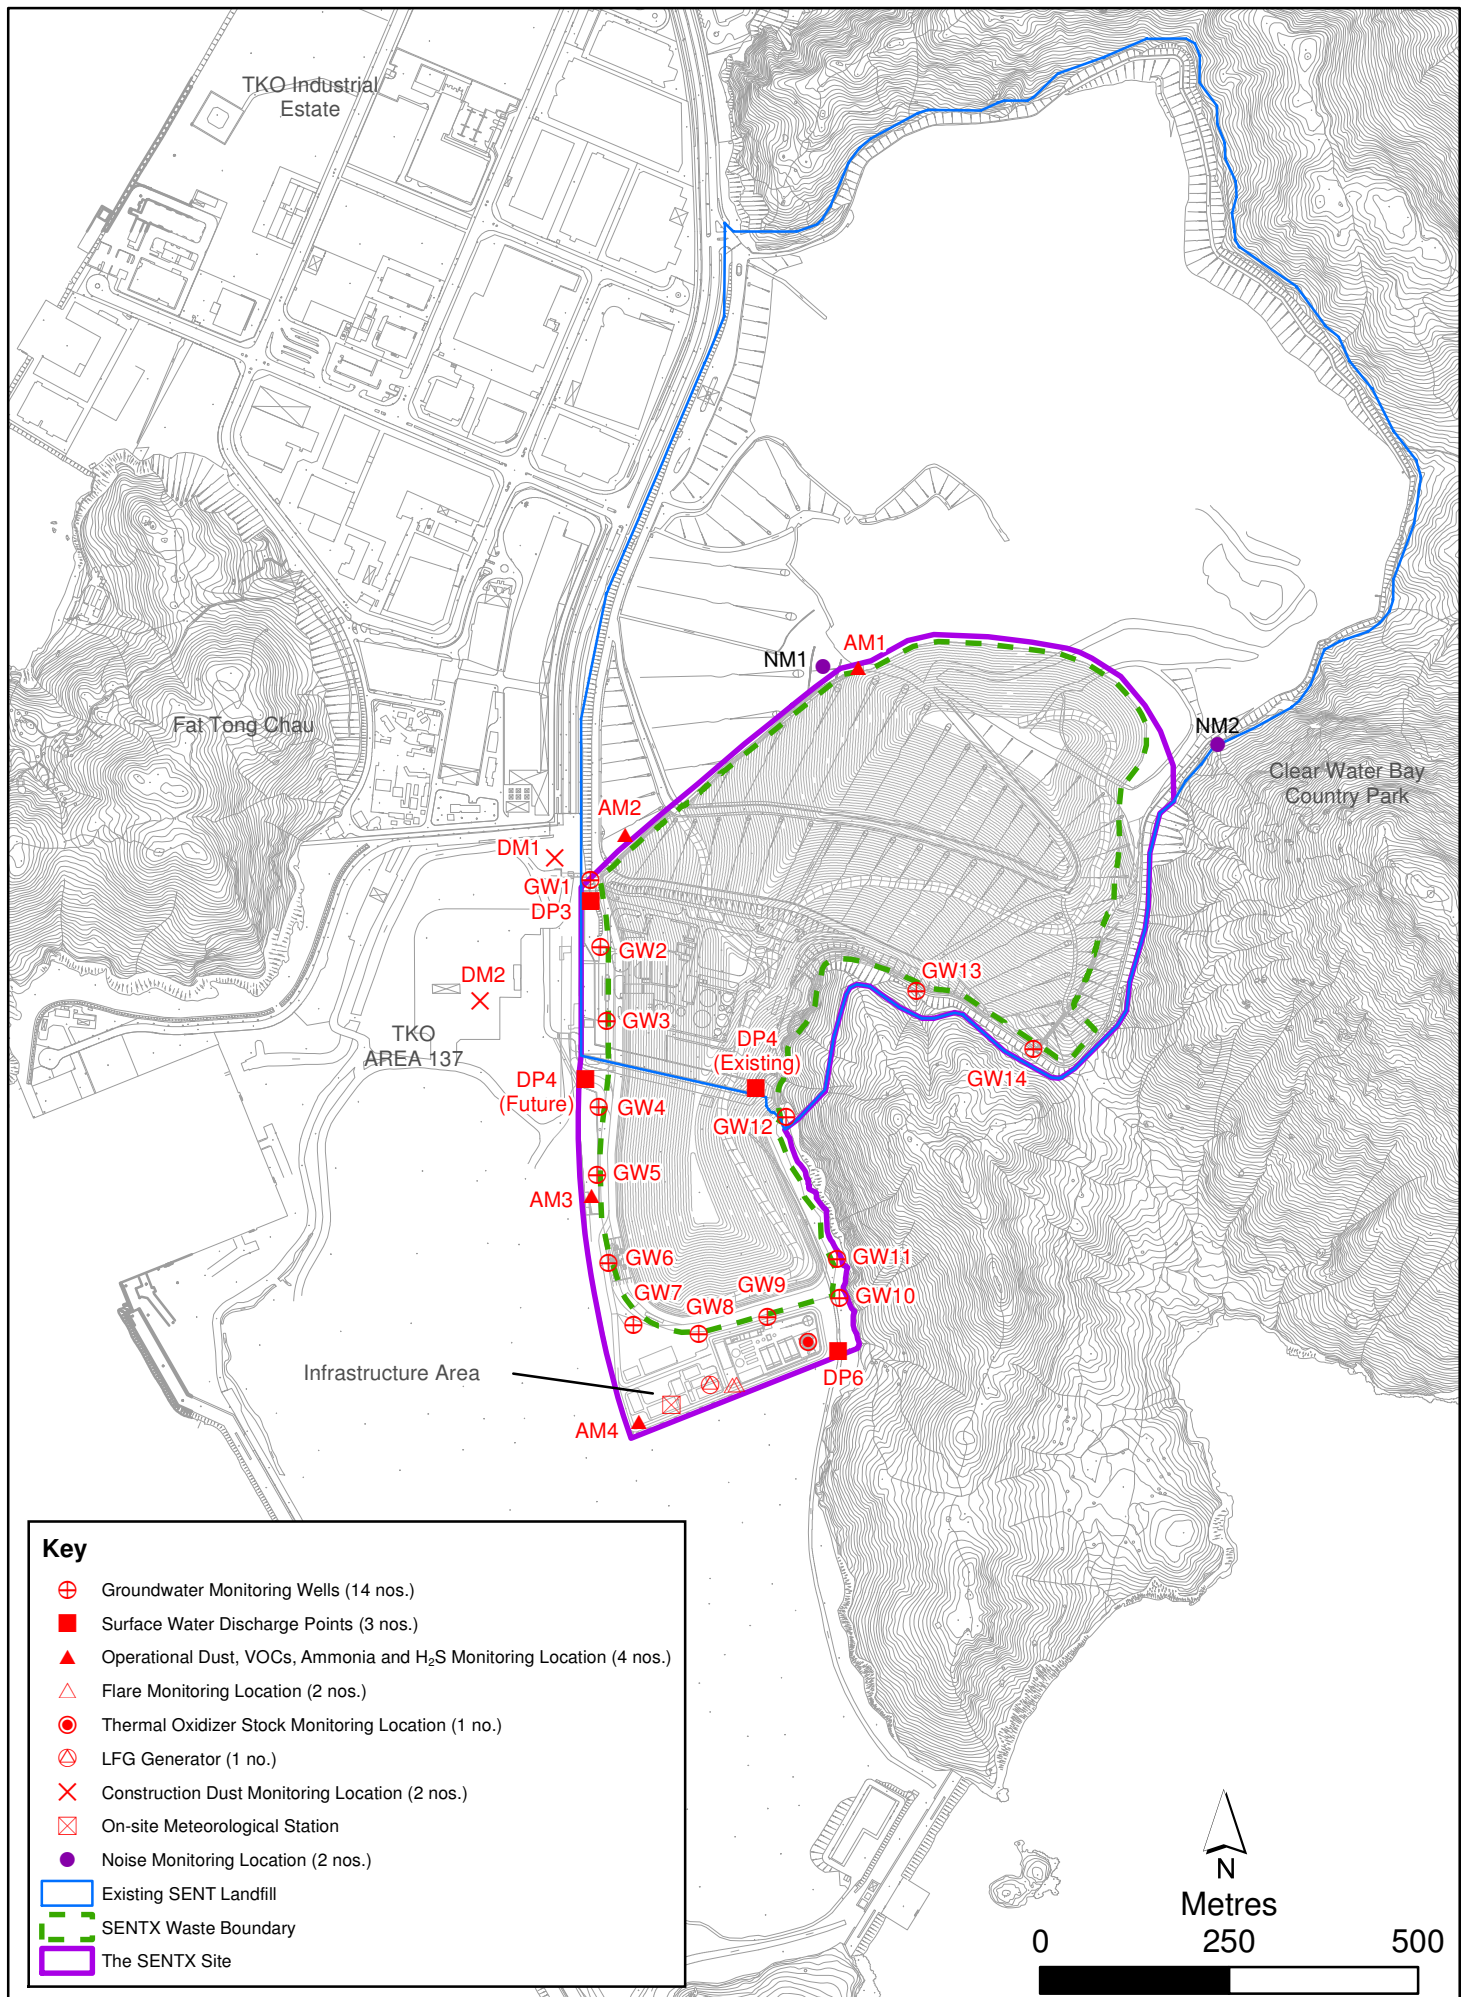 TKO Industrial
Estate
NM1
AM1
Fat Tong Chau
NM2
Clear Water Bay
Country Park
AM2
DM1
GW1
DP3
GW2
GW13
DM2
GW3
TKO
AREA 137
DP4
(Existing)
GW14
DP4
(Future)
GW4
GW12
GW5
AM3
GW6
GW11
GW7
GW9
GW10
GW8
Infrastructure Area
DP6
AM4
Key
Groundwater Monitoring Wells (14 nos.)
Surface Water Discharge Points (3 nos.)
Operational Dust, VOCs, Ammonia and H₂S Monitoring Location (4 nos.)
Flare Monitoring Location (2 nos.)
Thermal Oxidizer Stock Monitoring Location (1 no.)
LFG Generator (1 no.)
Construction Dust Monitoring Location (2 nos.)
On-site Meteorological Station
Noise Monitoring Location (2 nos.)
Existing SENT Landfill
SENTX Waste Boundary
The SENTX Site
N
Metres
0 250 500